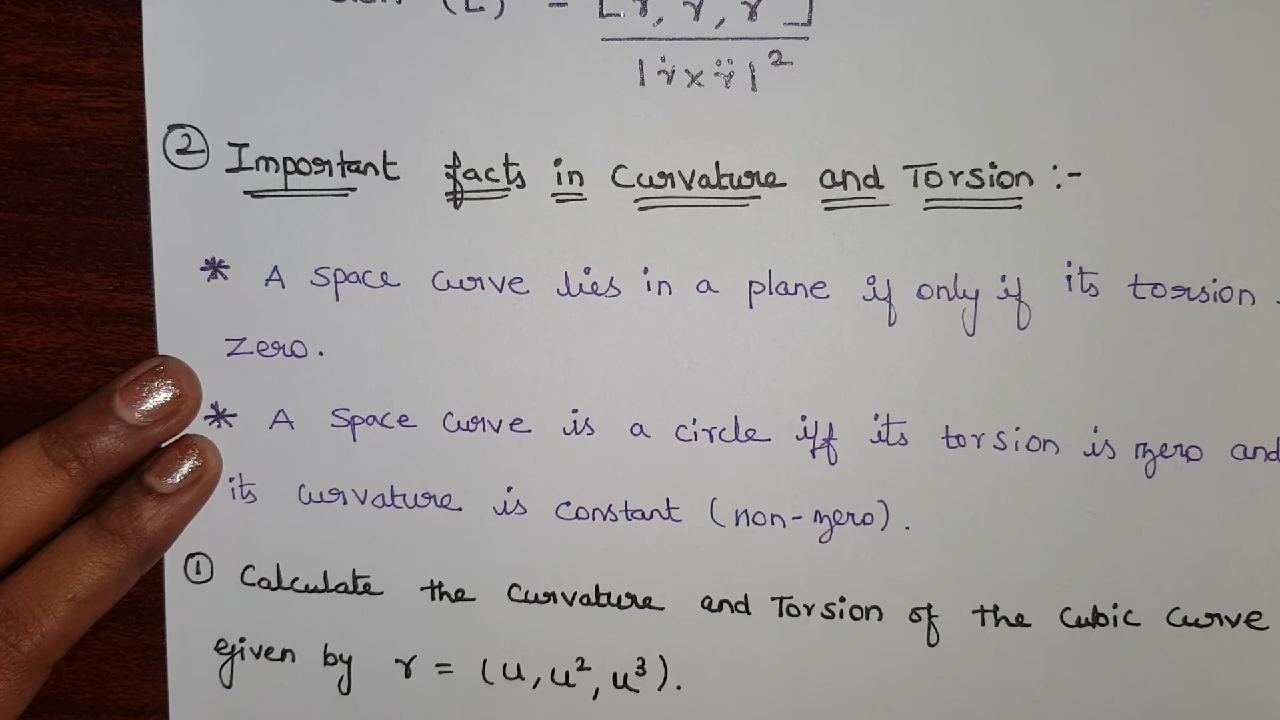 (τ) = [ṙ, r̈, r⃛]
|ṙ×r̈|²
② Important facts in Curvature and Torsion :-
* A space curve lies in a plane if only if its torsion
zero.
* A Space curve is a circle iff its torsion is zero and
its curvature is constant (non-zero).
① Calculate the curvature and Torsion of the cubic curve
given by r = (u, u², u³).